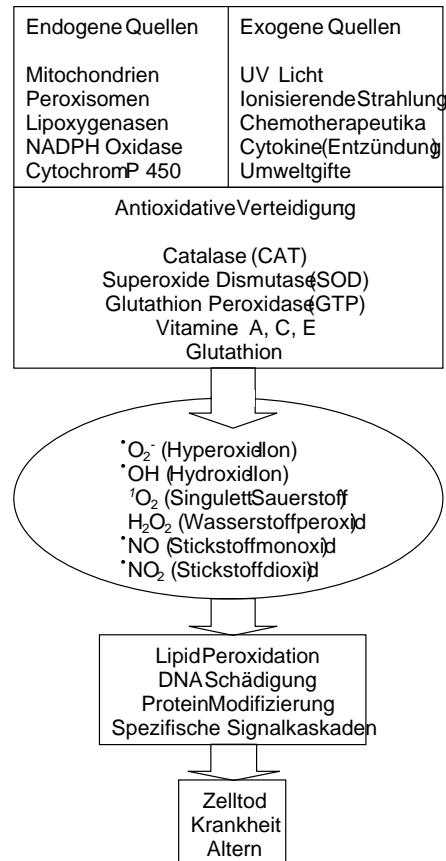 Endogene Quellen
Mitochondrien
Peroxisomen
Lipoxygenasen
NADPH Oxidase
Cytochrom P 450
Exogene Quellen
UV Licht
Ionisierende Strahlung
Chemotherapeutika
Cytokine (Entzündung)
Umweltgifte
Antioxidative Verteidigung
Catalase (CAT)
Superoxide Dismutase (SOD)
Glutathion Peroxidase (GTP)
Vitamine A, C, E
Glutathion
•O₂⁻ (Hyperoxid-Ion)
•OH (Hydroxid-Ion)
¹O₂ (Singulett Sauerstoff)
H₂O₂ (Wasserstoffperoxid)
•NO (Stickstoffmonoxid)
•NO₂ (Stickstoffdioxid)
Lipid Peroxidation
DNA Schädigung
Protein Modifizierung
Spezifische Signalkaskaden
Zelltod
Krankheit
Altern